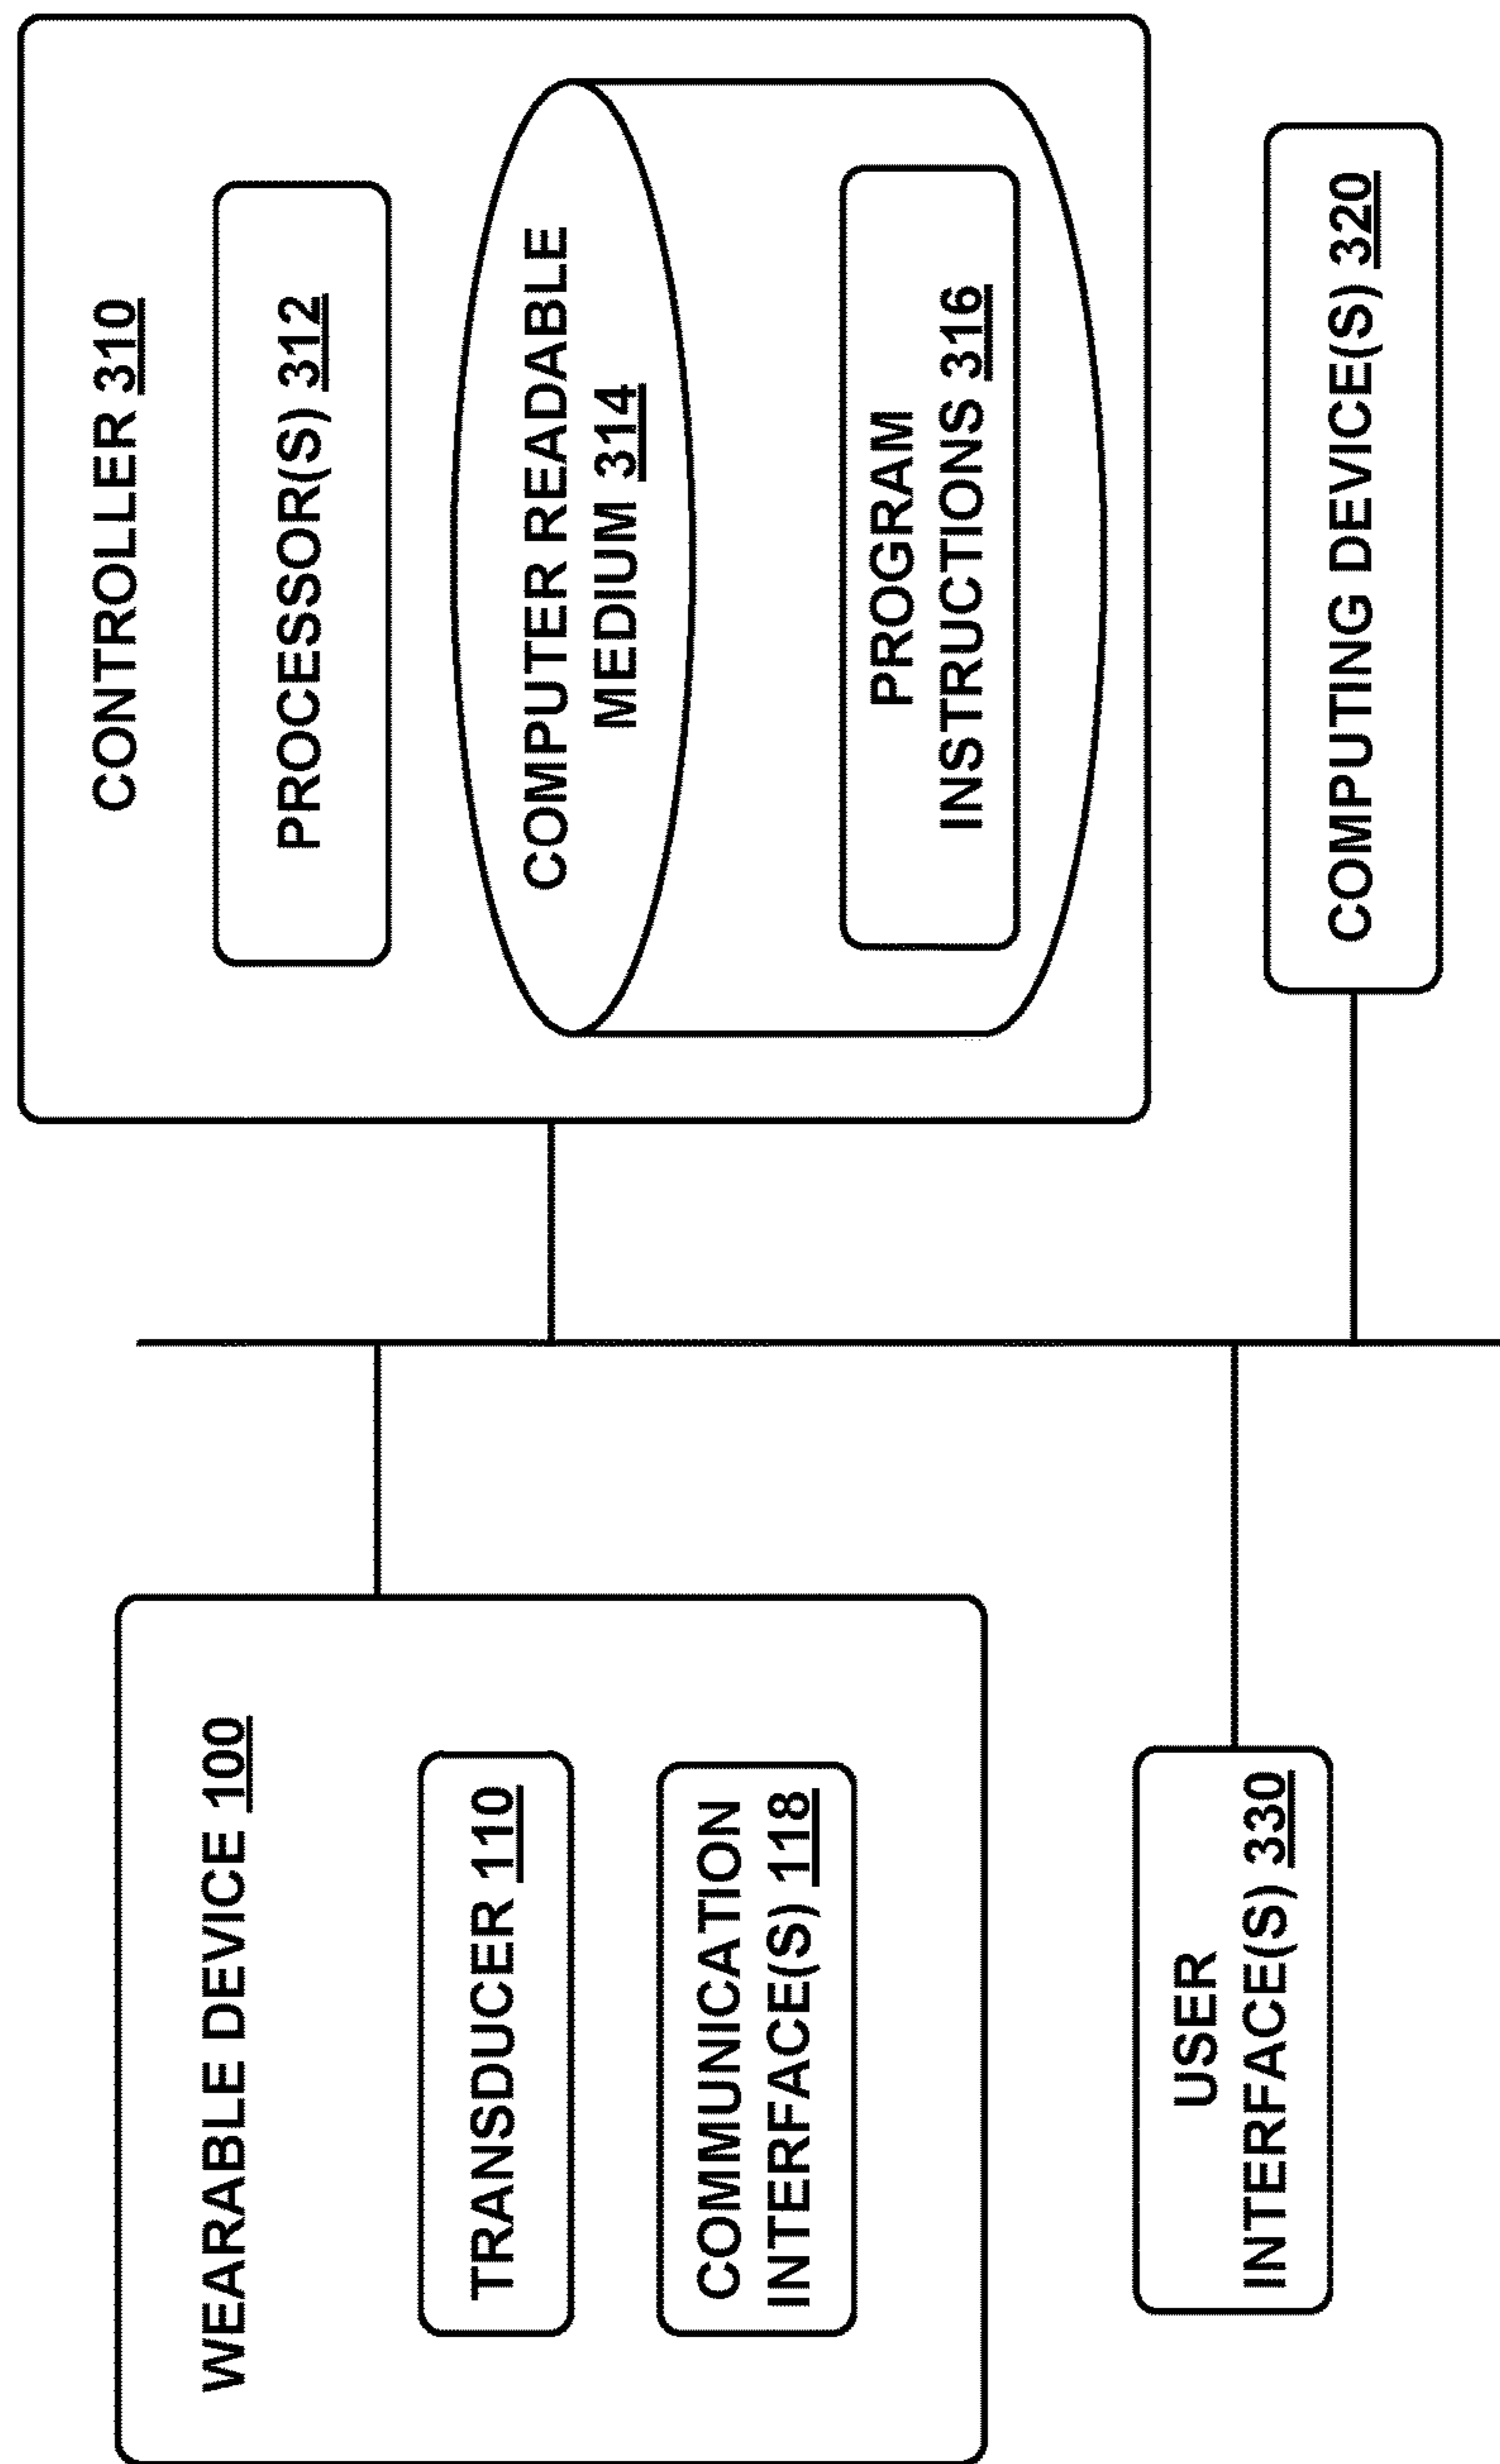 WEARABLE DEVICE 100
TRANSDUCER 110
COMMUNICATION
INTERFACE(S) 118
USER
INTERFACE(S) 330
CONTROLLER 310
PROCESSOR(S) 312
COMPUTER READABLE
MEDIUM 314
PROGRAM
INSTRUCTIONS 316
COMPUTING DEVICE(S) 320